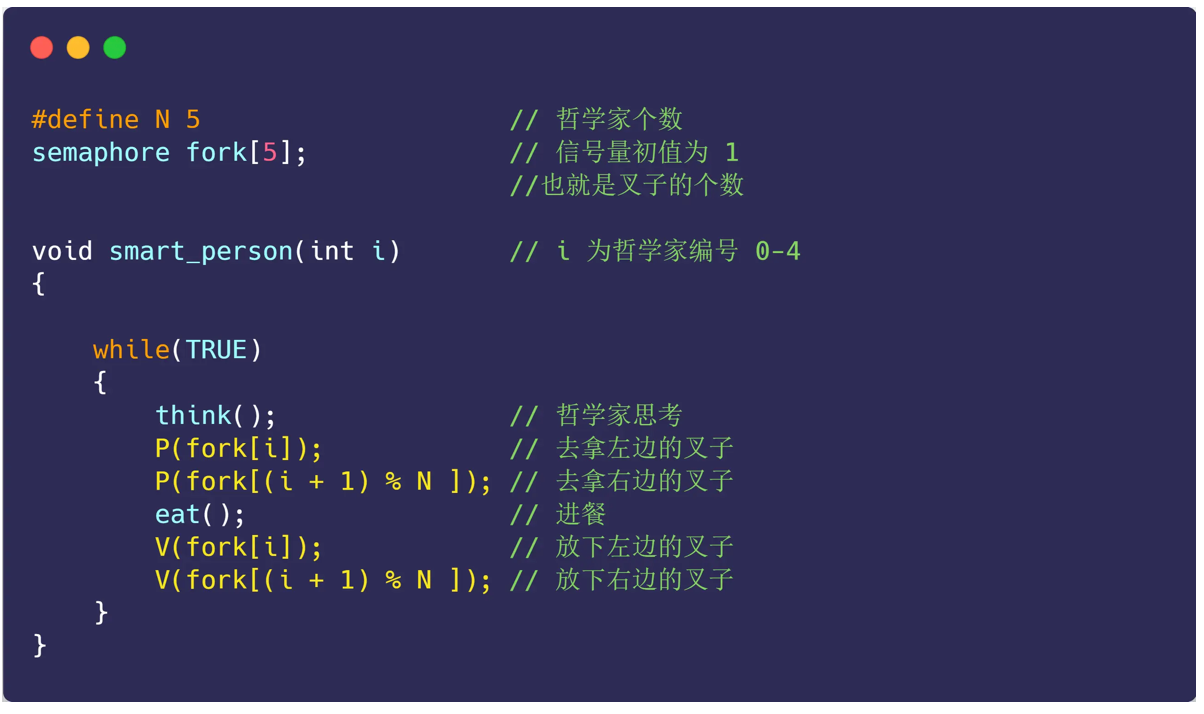 #define N 5 // 哲学家个数
semaphore fork[5]; // 信号量初值为 1
//也就是叉子的个数
void smart_person(int i) // i 为哲学家编号 0-4
{
while(TRUE)
{
think(); // 哲学家思考
P(fork[i]); // 去拿左边的叉子
P(fork[(i + 1) % N ]); // 去拿右边的叉子
eat(); // 进餐
V(fork[i]); // 放下左边的叉子
V(fork[(i + 1) % N ]); // 放下右边的叉子
}
}